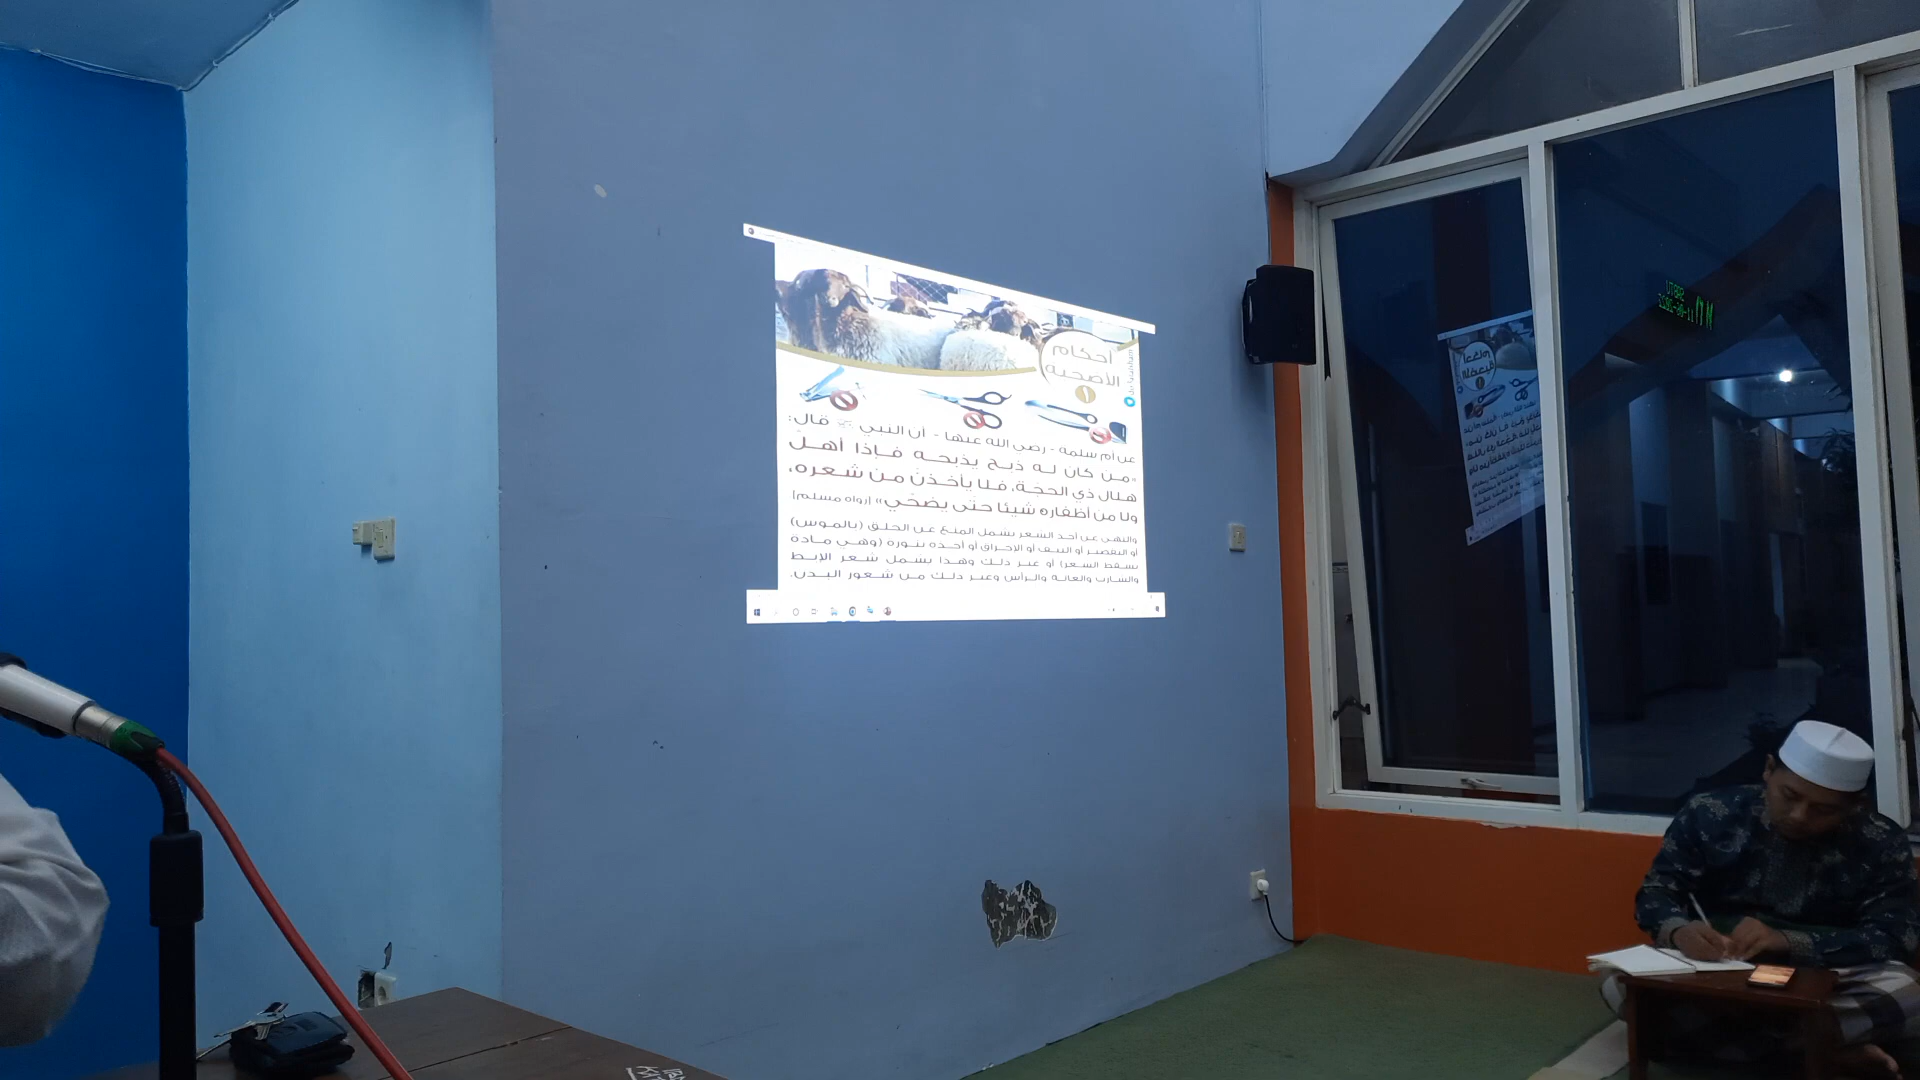 أحكام
الأضحية
١
عن أم سلمة - رضي الله عنها - أن النبي ﷺ قال:
«من كان له ذبح يذبحه فإذا أهلّ
هلال ذي الحجة، فلا يأخذنّ من شعره،
ولا من أظفاره شيئا حتى يضحّي» [رواه مسلم]
والنهي عن أخذ الشعر يشمل المنع عن الحلق (بالموس)
أو التقصير أو النتف أو الإحراق أو أخذه بنورة (وهي مادة
تسقط الشعر) أو غير ذلك وهذا يشمل شعر الإبط
والشارب والعانة والرأس وغير ذلك من شعور البدن.
SABTU